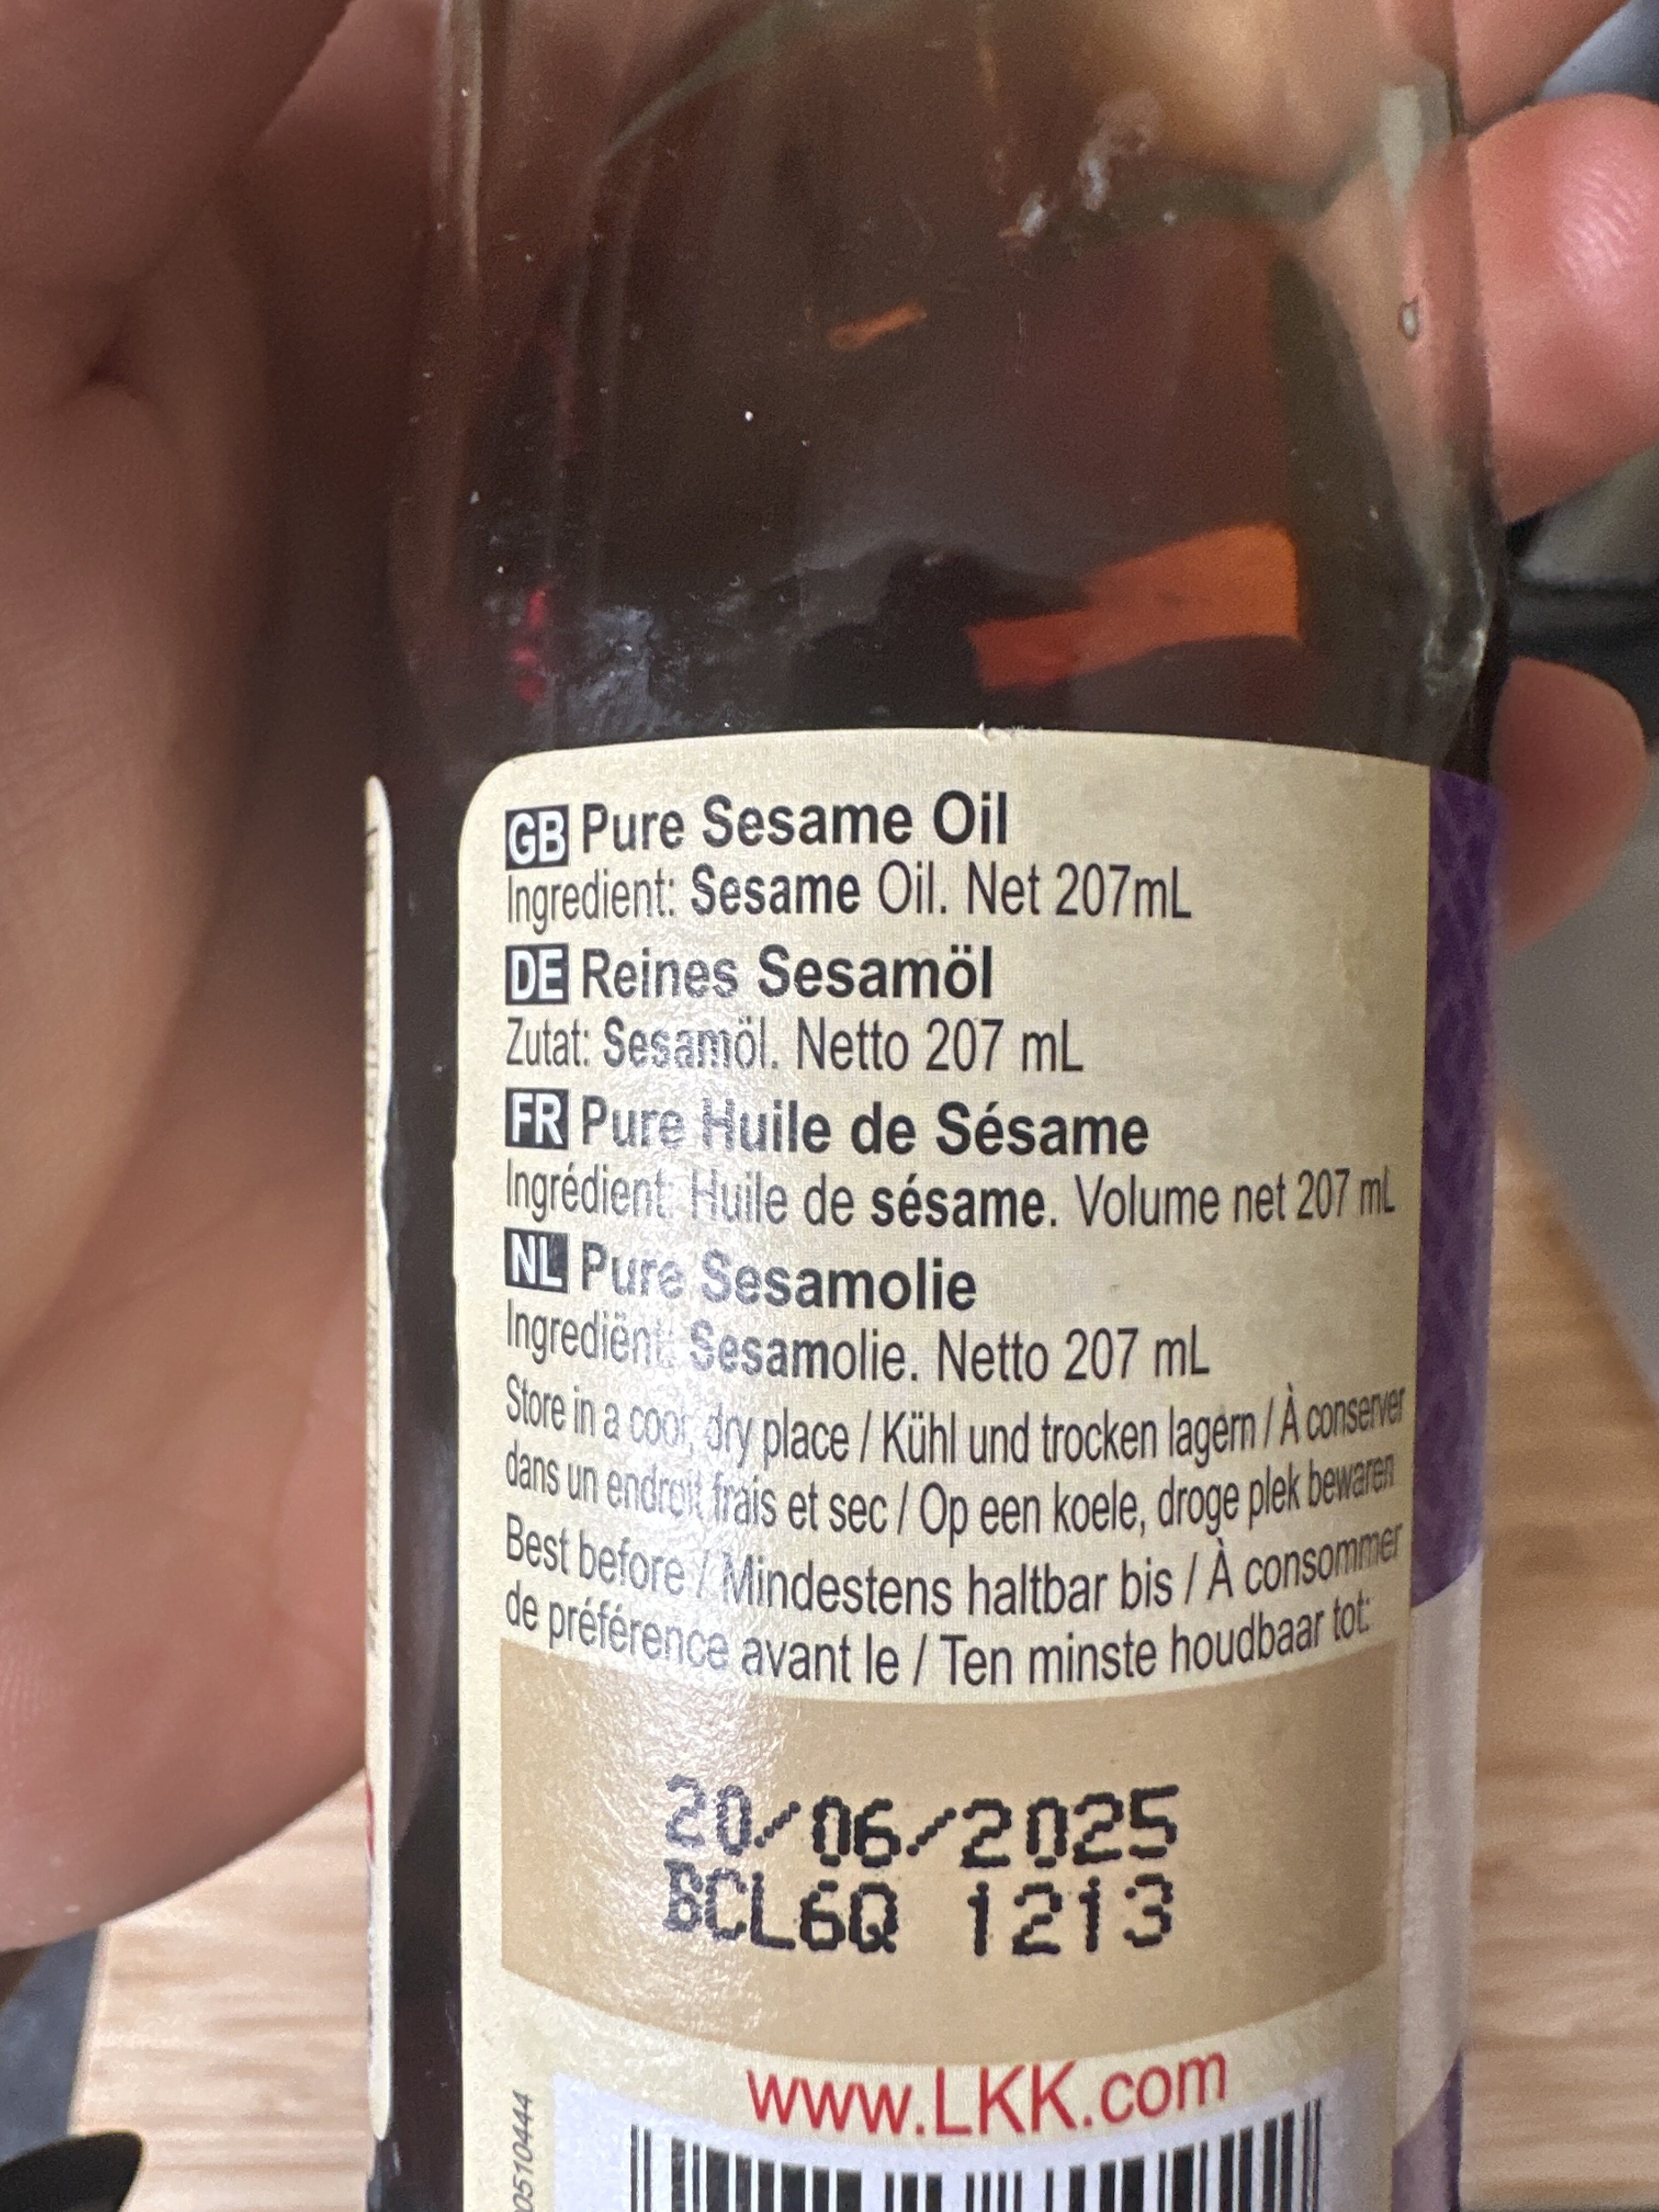 GB Pure Sesame Oil
Ingredient: Sesame Oil. Net 207mL
DE Reines Sesamöl
Zutat: Sesamöl. Netto 207 mL
FR Pure Huile de Sésame
Ingrédient: Huile de sésame. Volume net 207 mL
NL Pure Sesamolie
Ingrediënt: Sesamolie. Netto 207 mL
Store in a cool, dry place / Kühl und trocken lagern / À conserver
dans un endroit frais et sec / Op een koele, droge plek bewaren
Best before / Mindestens haltbar bis / À consommer
de préférence avant le / Ten minste houdbaar tot:
20/06/2025
BCL6Q 1213
www.LKK.com
0510444